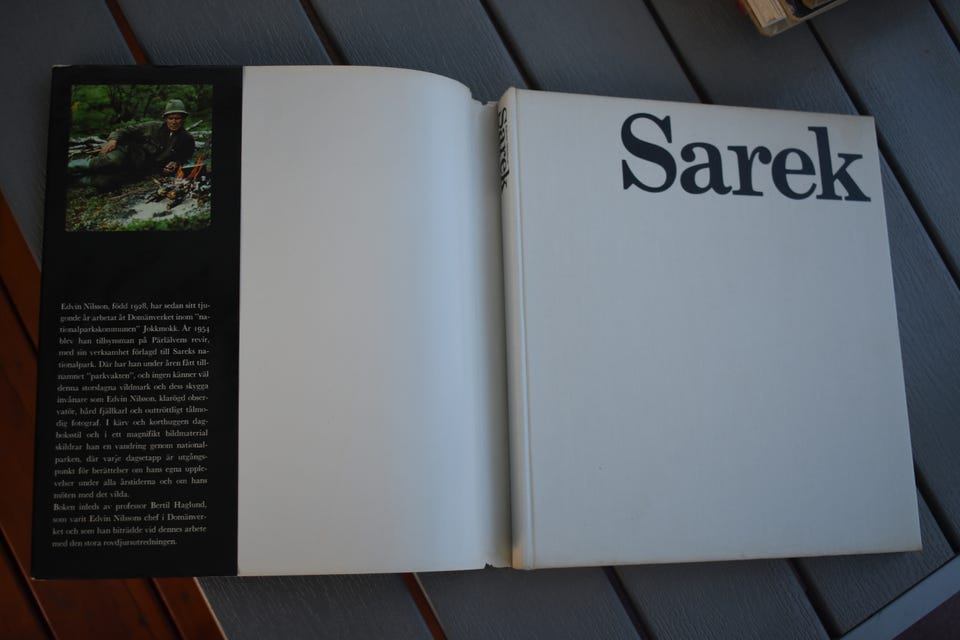 Edvin Nilsson, född 1928, har sedan sitt tju-
gonde år arbetat åt Domänverket inom "na-
tionalparkskommunen" Jokkmokk. År 1954
blev han tillsynsman på Pärlälvens revir,
med sin verksamhet förlagd till Sareks na-
tionalpark. Där har han under åren fått till-
namnet "parkvakten", och ingen känner väl
denna storslagna vildmark och dess skygga
invånare som Edvin Nilsson, klarögd obser-
vatör, hård fjällkarl och outtröttligt tålmo-
dig fotograf. I kärv och korthuggen dag-
boksstil och i ett magnifikt bildmaterial
skildrar han en vandring genom national-
parken, där varje dagsetapp är utgångs-
punkt för berättelser om hans egna upple-
velser under alla årstiderna och om hans
möten med det vilda.
Boken inleds av professor Bertil Haglund,
som varit Edvin Nilssons chef i Domänver-
ket och som han biträdde vid dennes arbete
med den stora rovdjursutredningen.
Sarek
Sarek